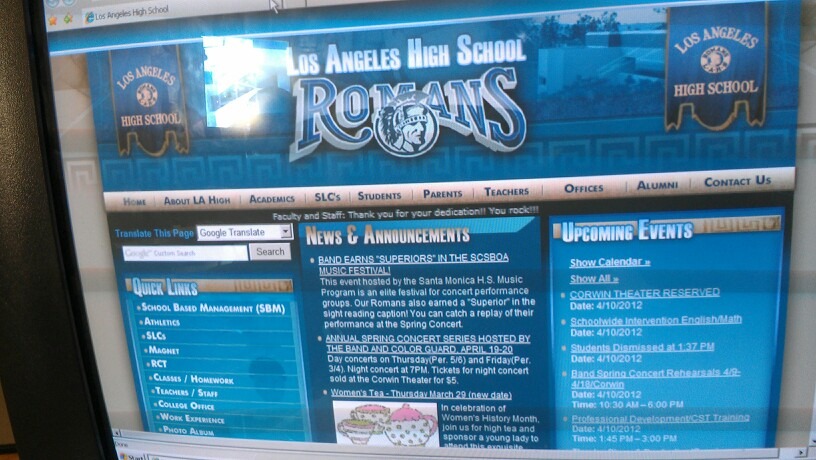 Los Angeles High School
LOS ANGELES HIGH SCHOOL
ROMANS
LOS ANGELES
HIGH SCHOOL
LOS ANGELES
HIGH SCHOOL
HOME
ABOUT LA HIGH
ACADEMICS
SLC'S
STUDENTS
PARENTS
TEACHERS
OFFICES
ALUMNI
CONTACT US
Faculty and Staff: Thank you for your dedication!! You rock!!!
Translate This Page
Google Translate
Google™ Custom Search
Search
QUICK LINKS
SCHOOL BASED MANAGEMENT (SBM)
ATHLETICS
SLCS
MAGNET
RCT
CLASSES / HOMEWORK
TEACHERS / STAFF
COLLEGE OFFICE
WORK EXPERIENCE
PHOTO ALBUM
NEWS & ANNOUNCEMENTS
BAND EARNS "SUPERIORS" IN THE SCSBOA
MUSIC FESTIVAL!
This event hosted by the Santa Monica H.S. Music
Program is an elite festival for concert performance
groups. Our Romans also earned a "Superior" in the
sight reading caption! You can catch a replay of their
performance at the Spring Concert.
ANNUAL SPRING CONCERT SERIES HOSTED BY
THE BAND AND COLOR GUARD, APRIL 19-20
Day concerts on Thursday(Per. 5/6) and Friday(Per.
3/4). Night concert at 7PM. Tickets for night concert
sold at the Corwin Theater for $5.
Women's Tea - Thursday March 29 (new date)
In celebration of
Women's History Month,
join us for high tea and
sponsor a young lady to
attend this exquisite
UPCOMING EVENTS
Show Calendar »
Show All »
CORWIN THEATER RESERVED
Date: 4/10/2012
Schoolwide Intervention English/Math
Date: 4/10/2012
Students Dismissed at 1:37 PM
Date: 4/10/2012
Band Spring Concert Rehearsals 4/9-
4/18/Corwin
Date: 4/10/2012
Time: 10:30 AM – 6:00 PM
Professional Development/CST Training
Date: 4/10/2012
Time: 1:45 PM – 3:00 PM
Done
Start